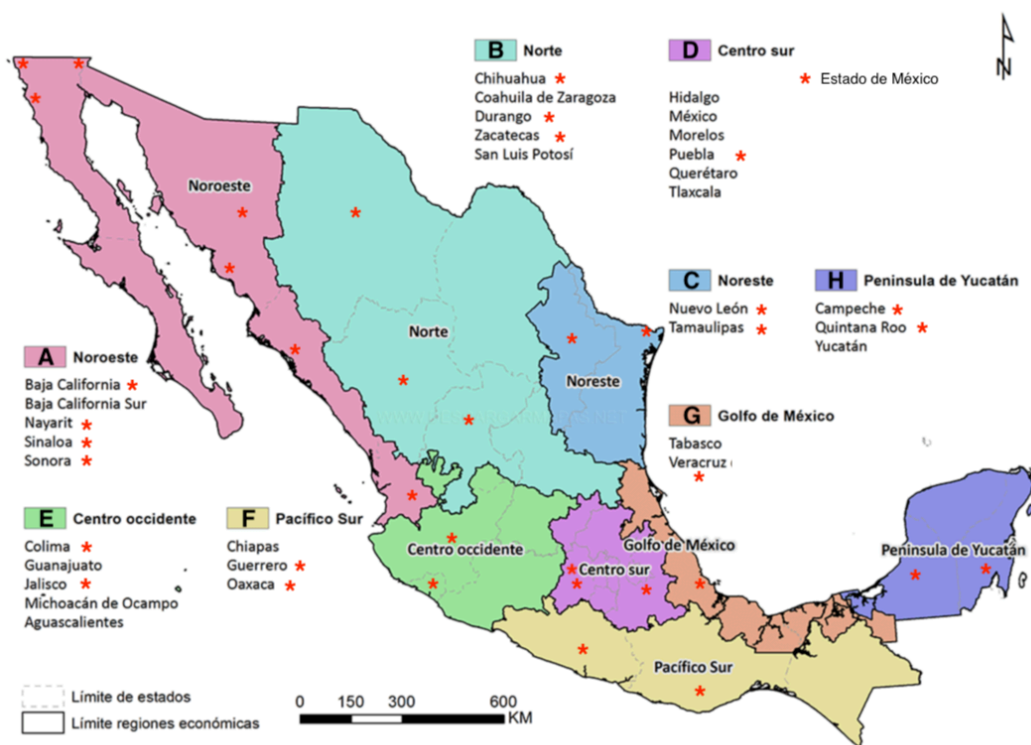 B Norte
Chihuahua *
Coahuila de Zaragoza
Durango *
Zacatecas *
San Luis Potosí
D Centro sur
* Estado de México
Hidalgo
México
Morelos
Puebla *
Querétaro
Tlaxcala
N
C Noreste
Nuevo León *
Tamaulipas *
H Peninsula de Yucatán
Campeche *
Quintana Roo *
Yucatán
G Golfo de México
Tabasco
Veracruz
*
A Noroeste
Baja California *
Baja California Sur
Nayarit *
Sinaloa *
Sonora *
E Centro occidente
Colima *
Guanajuato
Jalisco *
Michoacán de Ocampo
Aguascalientes
F Pacífico Sur
Chiapas
Guerrero *
Oaxaca *
Noroeste
Norte
Noreste
Centro occidente
Centro sur
Golfo de México
Peninsula de Yucatán
Pacífico Sur
Límite de estados
Límite regiones económicas
0 150 300 600
KM